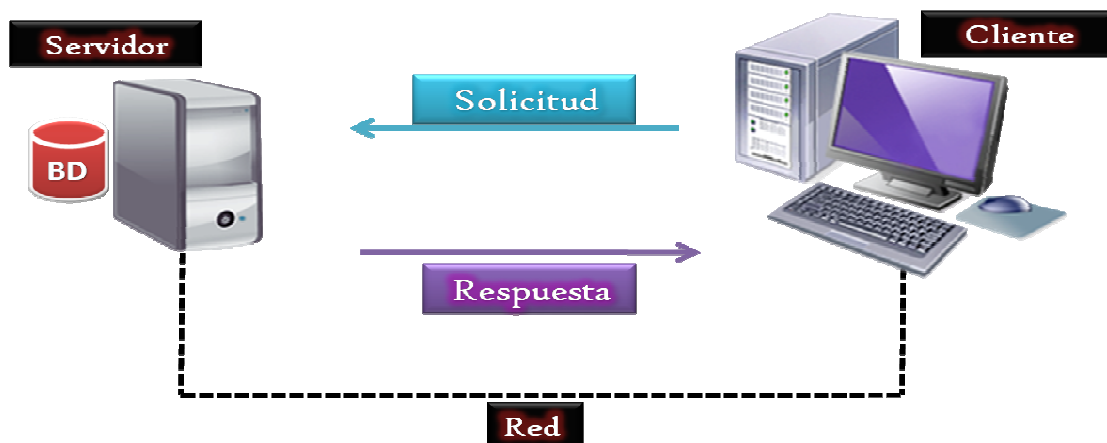 Servidor
Cliente
Solicitud
BD
Respuesta
Red